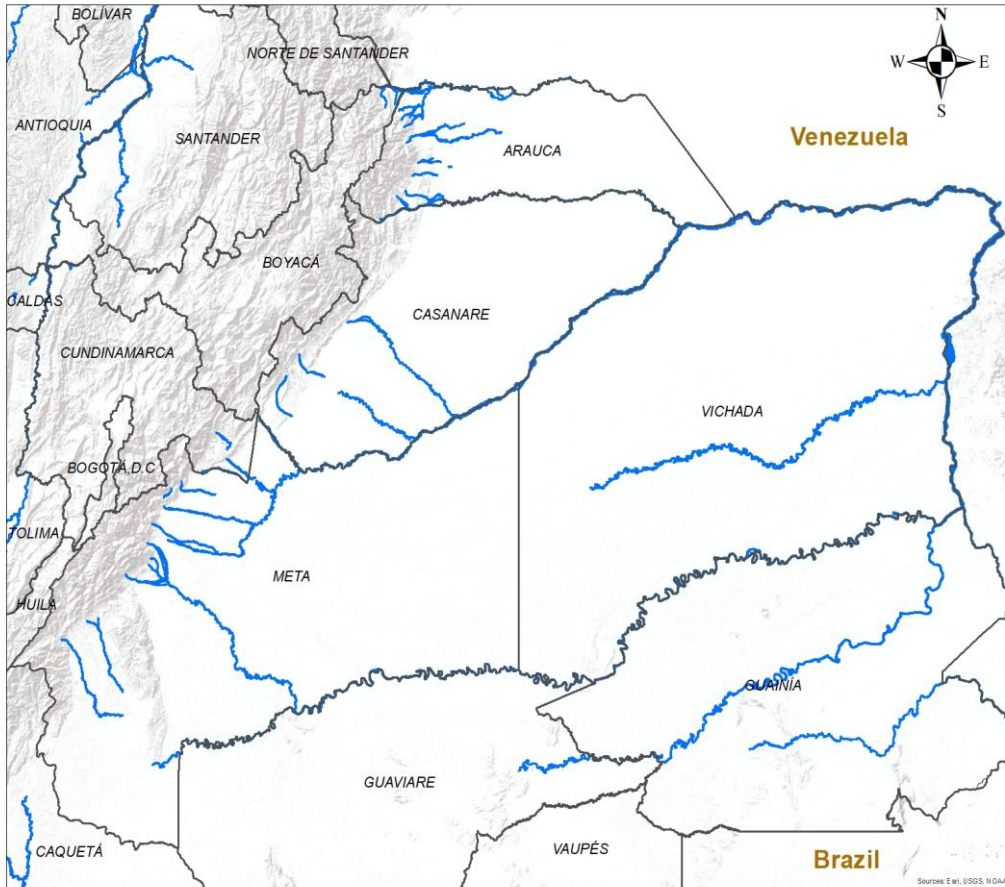 BOLÍVAR
N
NORTE DE SANTANDER
W
E
S
ANTIOQUIA
SANTANDER
Venezuela
ARAUCA
BOYACÁ
CALDAS
CASANARE
CUNDINAMARCA
VICHADA
BOGOTÁ, D.C
TOLIMA
META
HUILA
GUAINÍA
GUAVIARE
CAQUETÁ
VAUPÉS
Brazil
Sources: Esri, USGS, NOAA